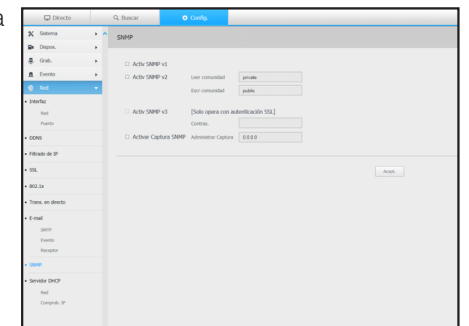 a
Directo
Buscar
Config.
Sistema
Dispos.
Grab.
Evento
Red
Interfaz
Red
Puerto
DDNS
Filtrado de IP
SSL
802.1x
Trans. en directo
E-mail
SMTP
Evento
Receptor
SNMP
Servidor DHCP
Red
Comprob. IP
SNMP
Activ SNMP v1
Activ SNMP v2 Leer comunidad private
Escr comunidad public
Activ SNMP v3 [Solo opera con autenticación SSL]
Contras.
Activar Captura SNMP Administrar Captura 0.0.0.0
Acept.